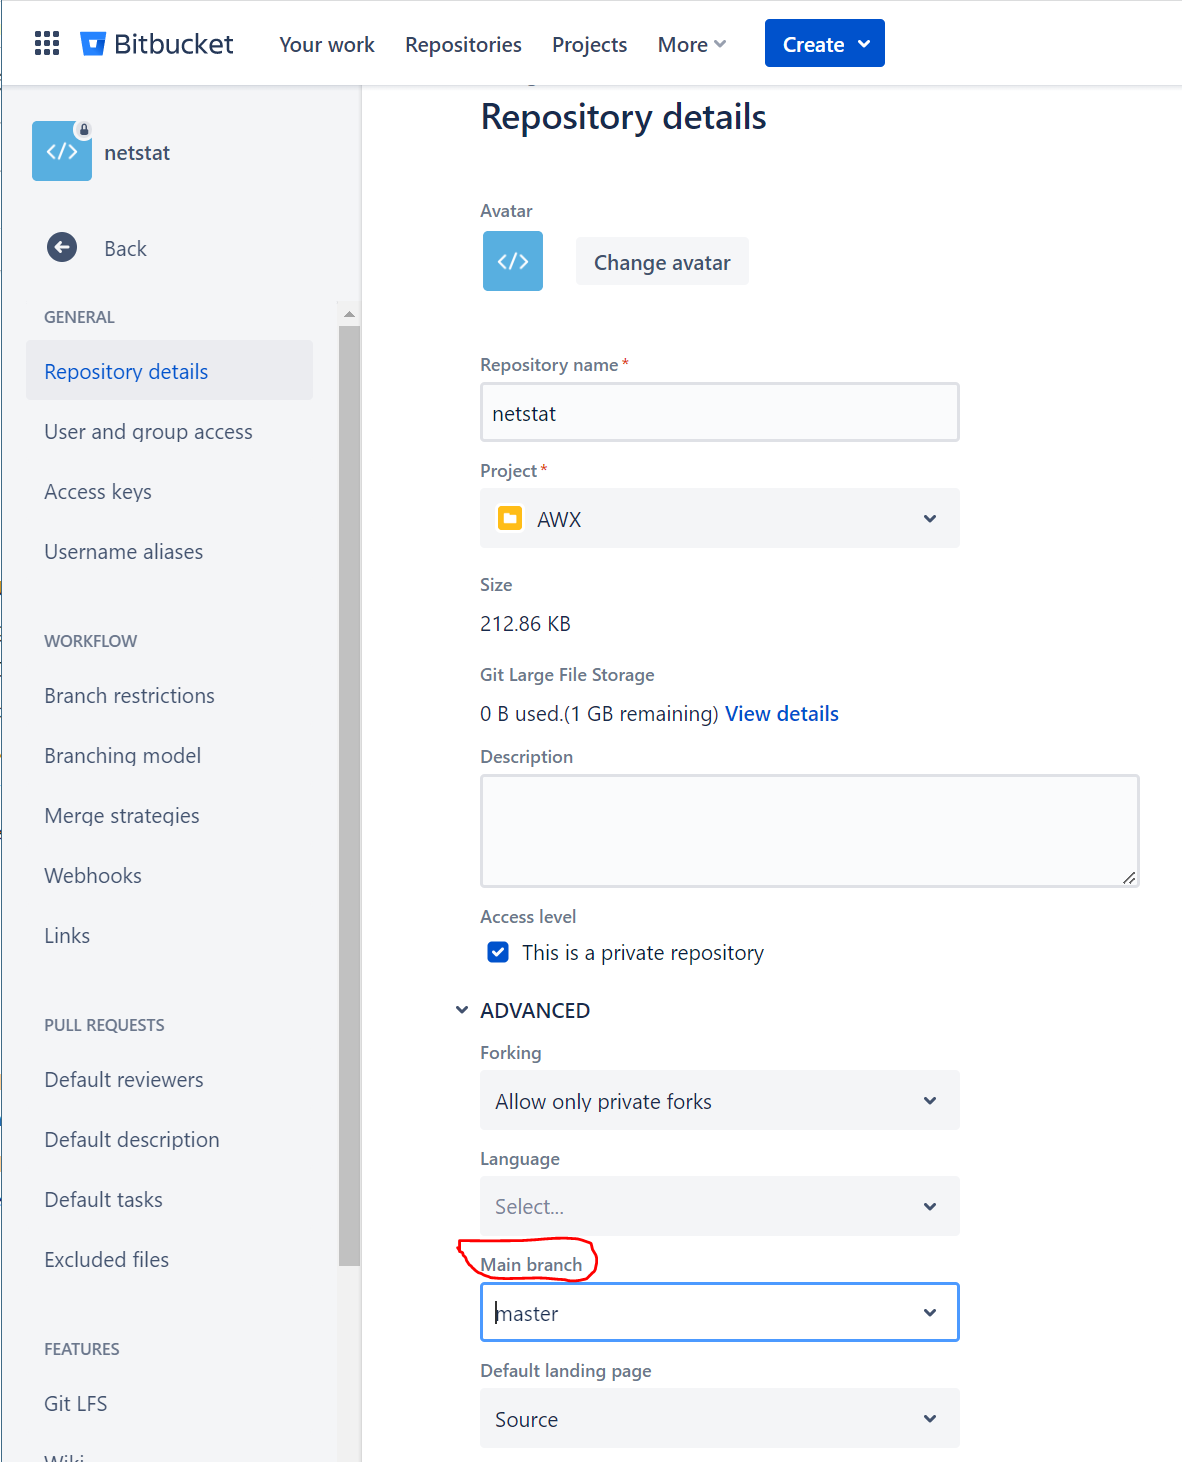 Bitbucket Your work Repositories Projects More Create
netstat
Back
GENERAL
Repository details
User and group access
Access keys
Username aliases
WORKFLOW
Branch restrictions
Branching model
Merge strategies
Webhooks
Links
PULL REQUESTS
Default reviewers
Default description
Default tasks
Excluded files
FEATURES
Git LFS
Wiki
Repository details
Avatar
Change avatar
Repository name*
netstat
Project*
AWX
Size
212.86 KB
Git Large File Storage
0 B used.(1 GB remaining) View details
Description
Access level
This is a private repository
ADVANCED
Forking
Allow only private forks
Language
Select...
Main branch
master
Default landing page
Source